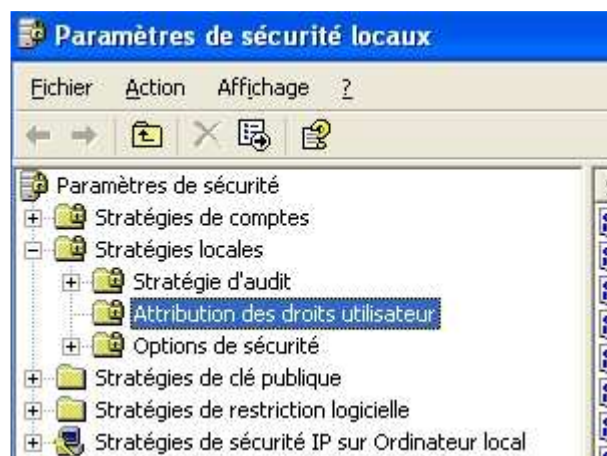 Paramètres de sécurité locaux
Fichier Action Affichage ?
Paramètres de sécurité
Stratégies de comptes
Stratégies locales
Stratégie d'audit
Attribution des droits utilisateur
Options de sécurité
Stratégies de clé publique
Stratégies de restriction logicielle
Stratégies de sécurité IP sur Ordinateur local